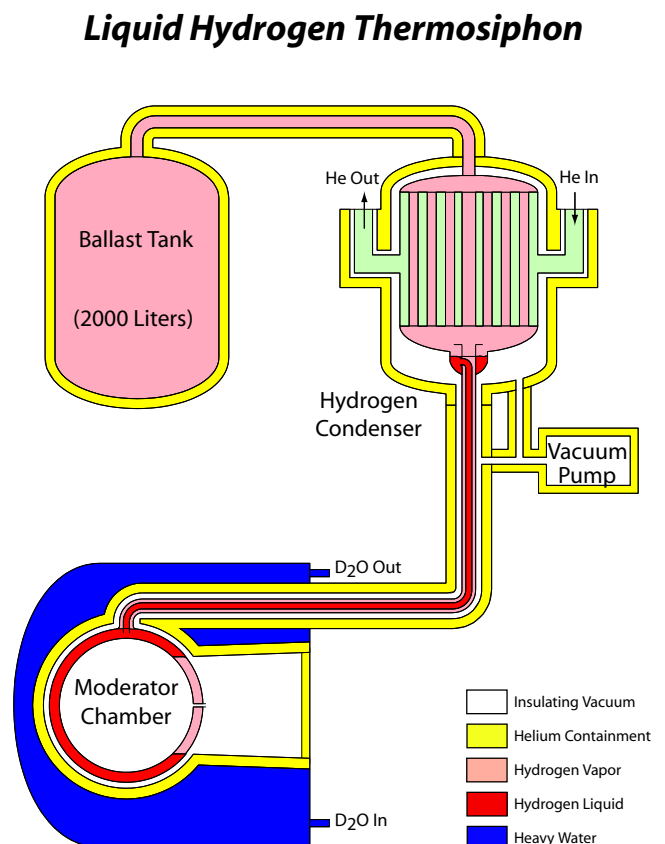 Liquid Hydrogen Thermosiphon
He Out
He In
Ballast Tank
(2000 Liters)
Hydrogen
Condenser
Vacuum
Pump
D2O Out
Moderator
Chamber
Insulating Vacuum
Helium Containment
Hydrogen Vapor
Hydrogen Liquid
D2O In
Heavy Water